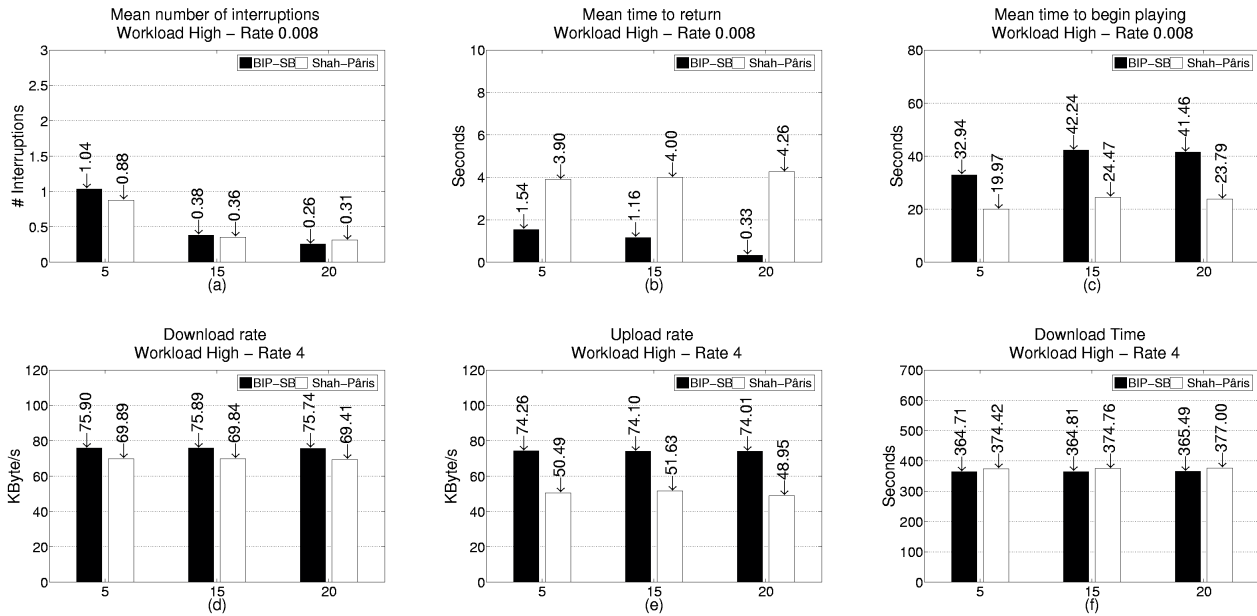 Mean number of interruptions
Workload High − Rate 0.008
# Interruptions
3
2.5
2
1.5
1
0.5
0
BIP−SB
Shah−Pâris
1.04
0.88
0.38
0.36
0.26
0.31
5
15
20
(a)
Mean time to return
Workload High − Rate 0.008
Seconds
10
8
6
4
2
0
BIP−SB
Shah−Pâris
1.54
3.90
1.16
4.00
0.33
4.26
5
15
20
(b)
Mean time to begin playing
Workload High − Rate 0.008
Seconds
80
60
40
20
0
BIP−SB
Shah−Pâris
32.94
19.97
42.24
24.47
41.46
23.79
5
15
20
(c)
Download rate
Workload High − Rate 4
KByte/s
120
100
80
60
40
20
0
BIP−SB
Shah−Pâris
75.90
69.89
75.89
69.84
75.74
69.41
5
15
20
(d)
Upload rate
Workload High − Rate 4
KByte/s
120
100
80
60
40
20
0
BIP−SB
Shah−Pâris
74.26
50.49
74.10
51.63
74.01
48.95
5
15
20
(e)
Download Time
Workload High − Rate 4
Seconds
700
600
500
400
300
200
100
0
BIP−SB
Shah−Pâris
364.71
374.42
364.81
374.76
365.49
377.00
5
15
20
(f)